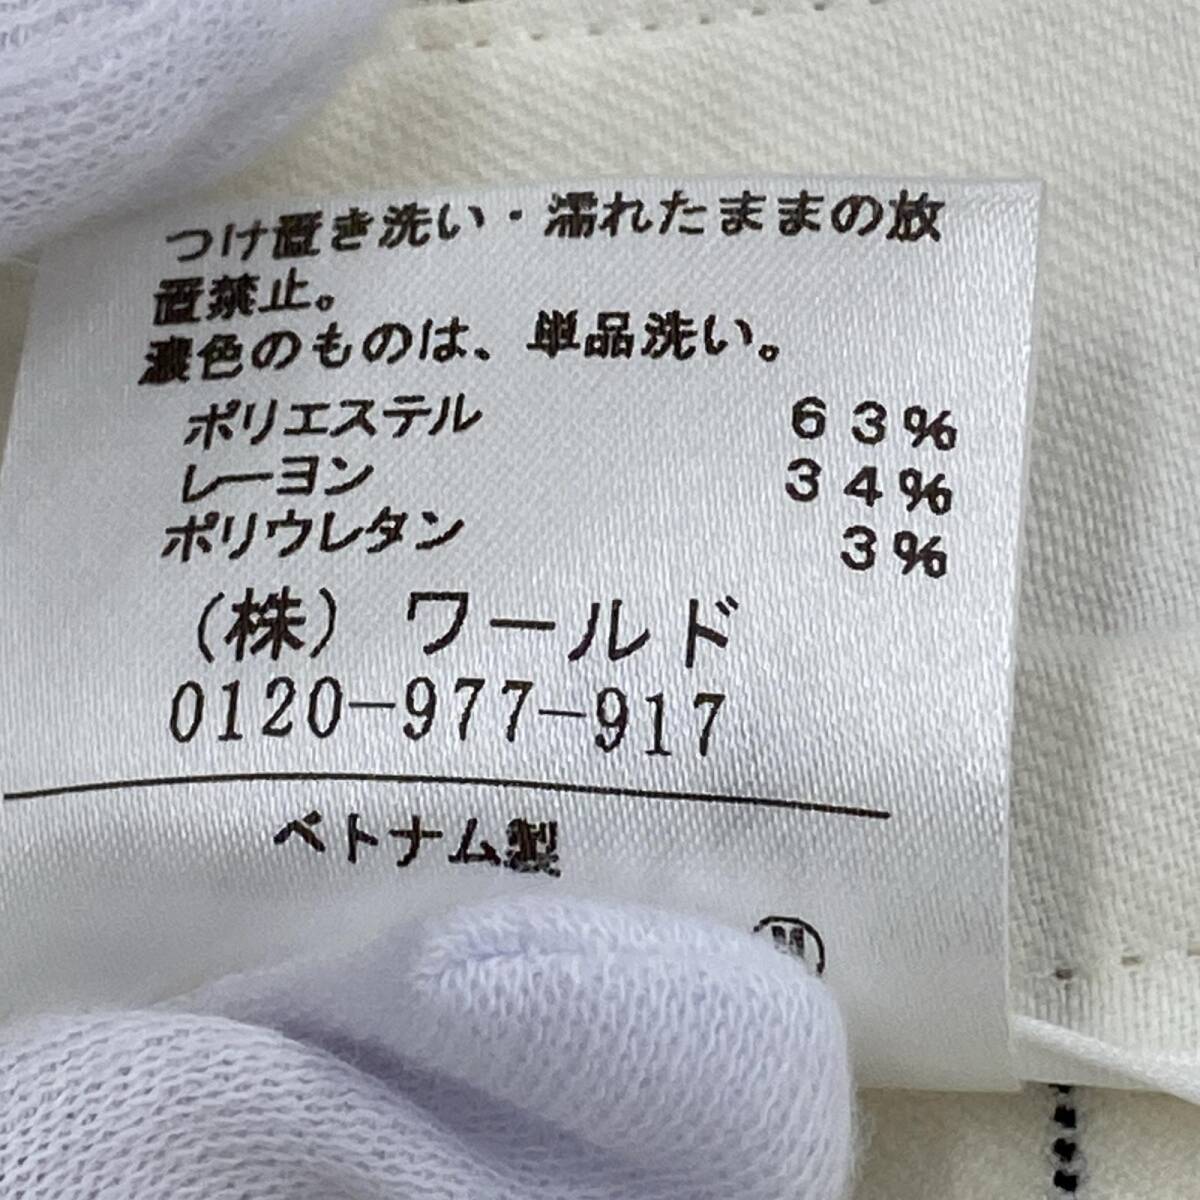 つけ置き洗い・濡れたままの放
置禁止。
濃色のものは、単品洗い。
ポリエステル 63%
レーヨン 34%
ポリウレタン 3%
(株) ワールド
0120-977-917
ベトナム製